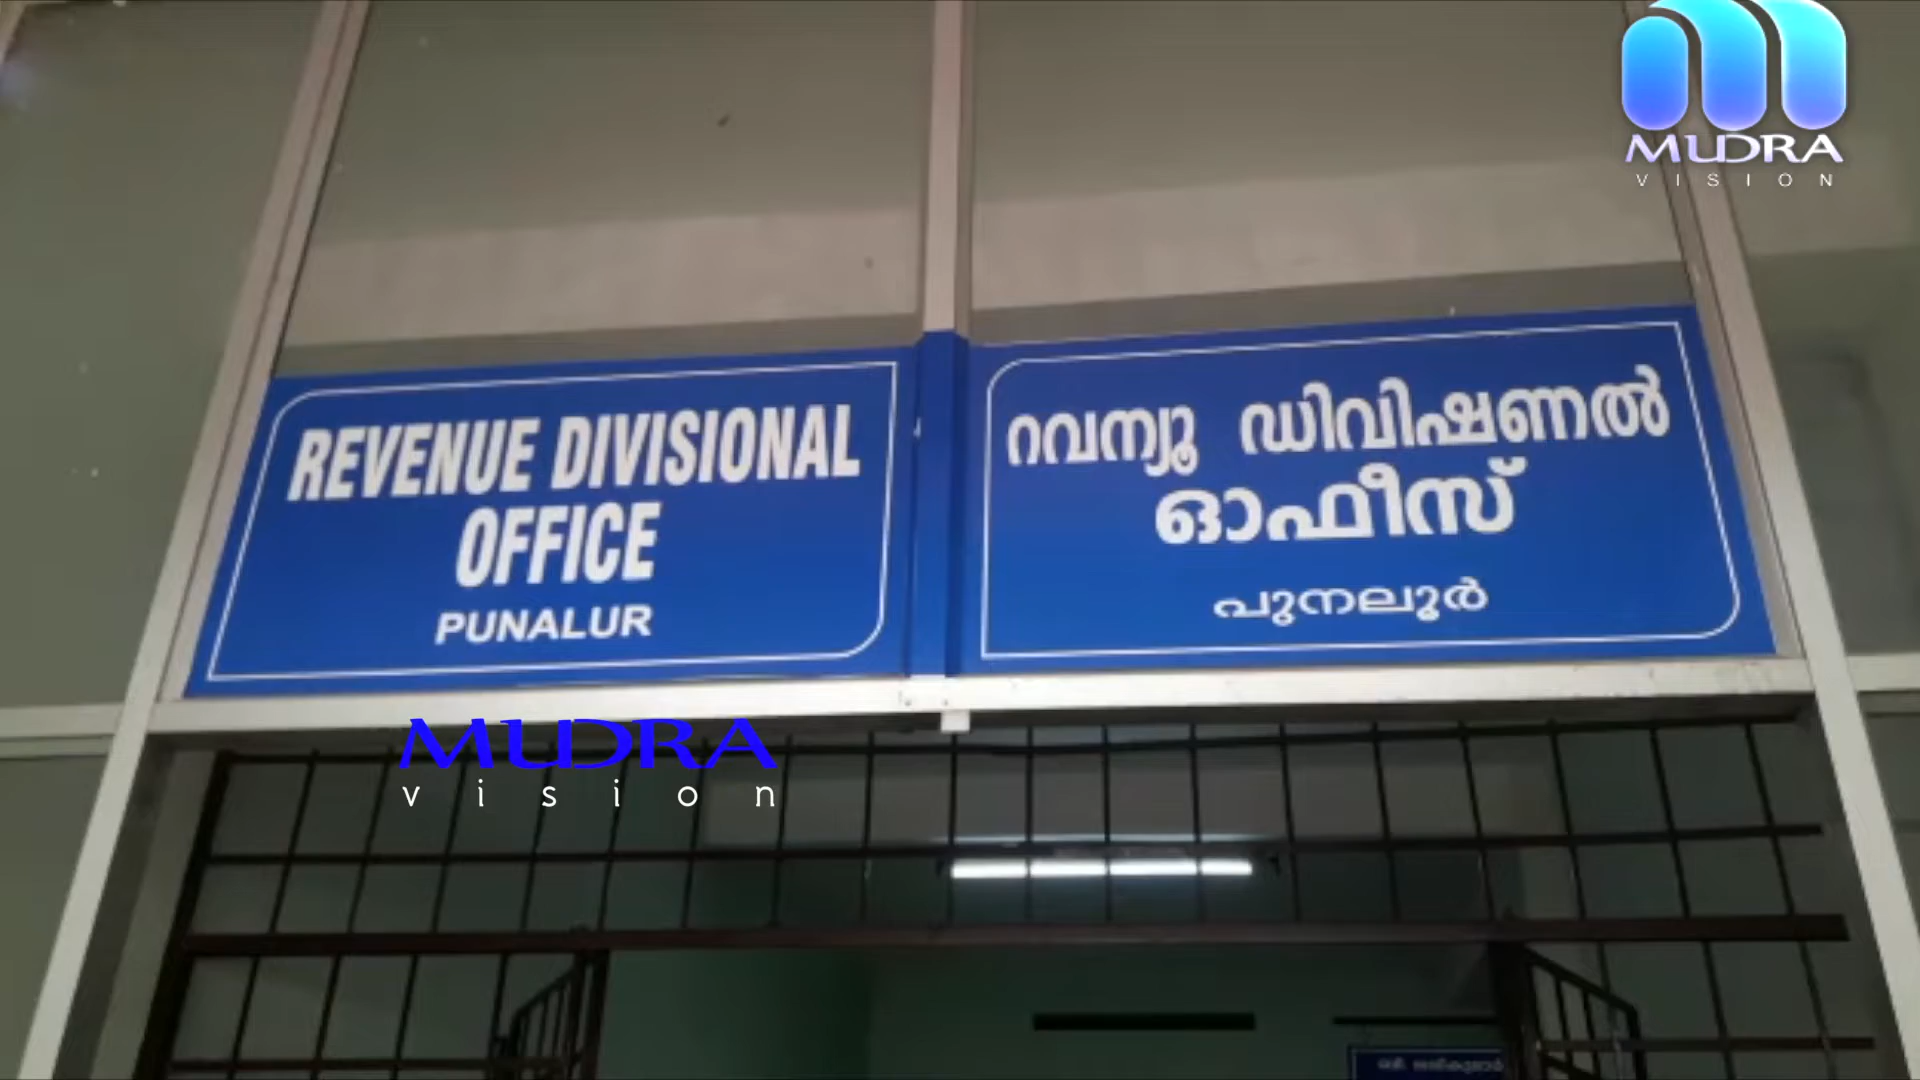 MUDRA
VISION
REVENUE DIVISIONAL
OFFICE
PUNALUR
റവന്യൂ ഡിവിഷണൽ
ഓഫീസ്
പുനലൂർ
MUDRA
vision